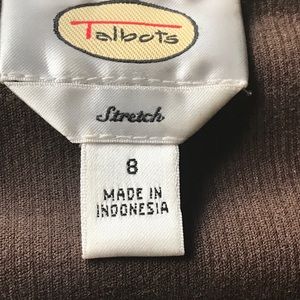 Talbots
Stretch
8
MADE IN
INDONESIA